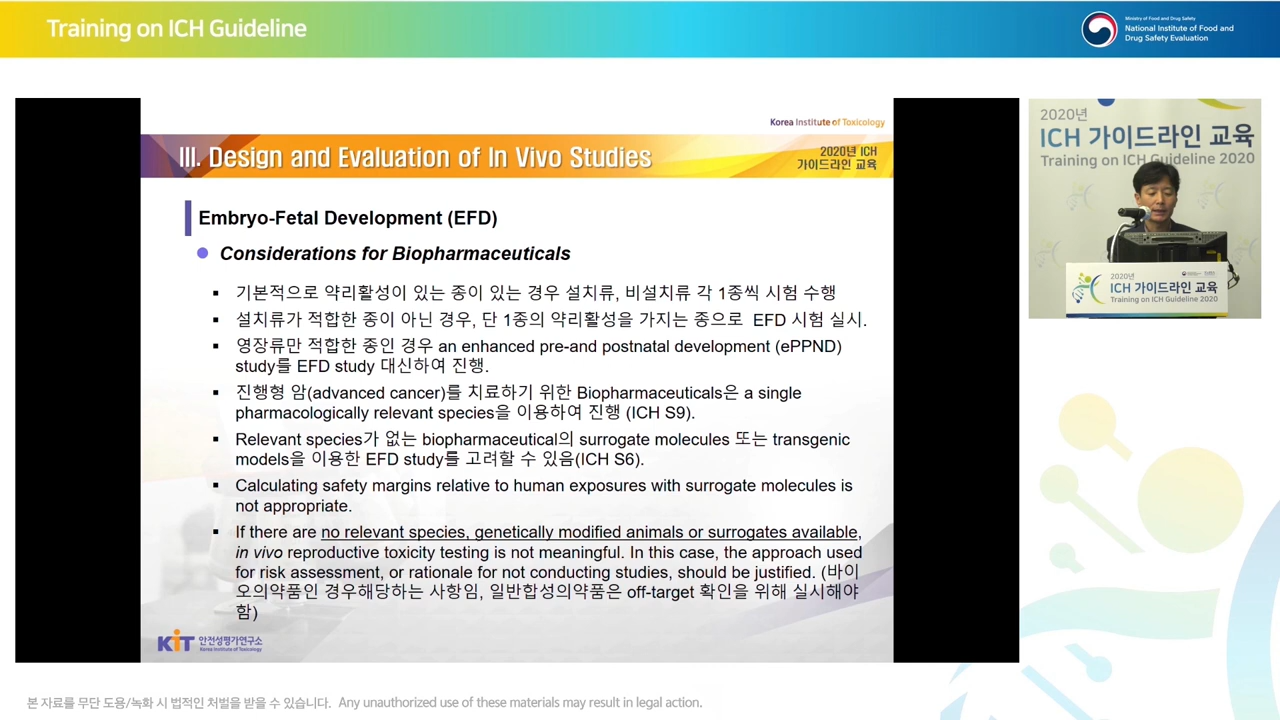 Training on ICH Guideline
Ministry of Food and Drug Safety
National Institute of Food and
Drug Safety Evaluation
Korea Institute of Toxicology
III. Design and Evaluation of In Vivo Studies
2020년 ICH
가이드라인 교육
Embryo-Fetal Development (EFD)
Considerations for Biopharmaceuticals
기본적으로 약리활성이 있는 종이 있는 경우 설치류, 비설치류 각 1종씩 시험 수행
설치류가 적합한 종이 아닌 경우, 단 1종의 약리활성을 가지는 종으로 EFD 시험 실시.
영장류만 적합한 종인 경우 an enhanced pre-and postnatal development (ePPND)
study를 EFD study 대신하여 진행.
진행형 암(advanced cancer)를 치료하기 위한 Biopharmaceuticals은 a single
pharmacologically relevant species을 이용하여 진행 (ICH S9).
Relevant species가 없는 biopharmaceutical의 surrogate molecules 또는 transgenic
models을 이용한 EFD study를 고려할 수 있음(ICH S6).
Calculating safety margins relative to human exposures with surrogate molecules is
not appropriate.
If there are no relevant species, genetically modified animals or surrogates available,
in vivo reproductive toxicity testing is not meaningful. In this case, the approach used
for risk assessment, or rationale for not conducting studies, should be justified. (바이
오의약품인 경우해당하는 사항임, 일반합성의약품은 off-target 확인을 위해 실시해야
함)
KIT 안전성평가연구소
Korea Institute of Toxicology
2020년
ICH 가이드라인 교육
Training on ICH Guideline 2020
2020년
ICH 가이드라인 교육
Training on ICH Guideline 2020
본 자료를 무단 도용/녹화 시 법적인 처벌을 받을 수 있습니다. Any unauthorized use of these materials may result in legal action.